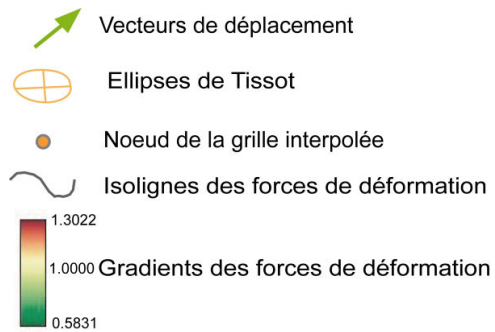 Vecteurs de déplacement
Ellipses de Tissot
Noeud de la grille interpolée
Isolignes des forces de déformation
1.3022
1.0000 Gradients des forces de déformation
0.5831